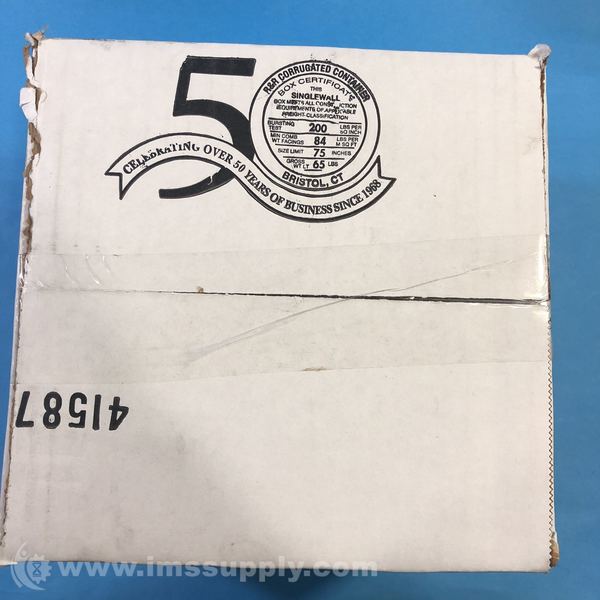 50
R&R CORRUGATED CONTAINER
BOX CERTIFICATE
THIS
SINGLEWALL
BOX MEETS ALL CONSTRUCTION
REQUIREMENTS OF APPLICABLE
FREIGHT CLASSIFICATION
BURSTING TEST 200 LBS PER SQ INCH
MIN COMB WT FACINGS 84 LBS PER M SQ FT
SIZE LIMIT 75 INCHES
GROSS WT LT 65 LBS
BRISTOL, CT
CELEBRATING OVER 50 YEARS OF BUSINESS SINCE 1968
41587
www.imssupply.com